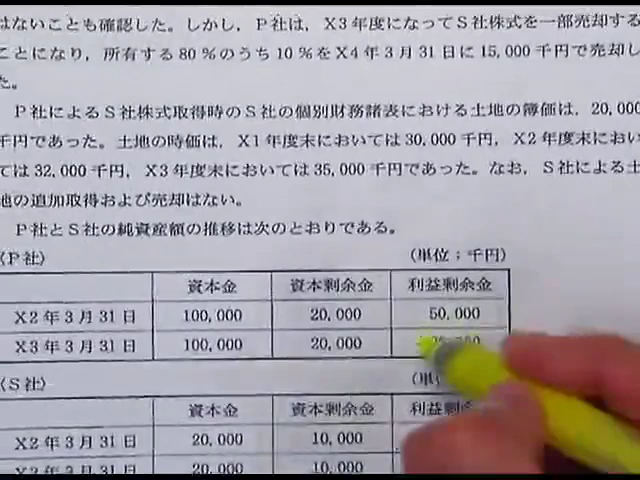 はないことも確認した。しかし，P社は，X3年度になってS社株式を一部売却する
ことになり，所有する80％のうち10％をX4年3月31日に15,000千円で売却し
た。
P社によるS社株式取得時のS社の個別財務諸表における土地の簿価は，20,000
千円であった。土地の時価は，X1年度末においては30,000千円，X2年度末におい
ては32,000千円，X3年度末においては35,000千円であった。なお，S社による土
地の追加取得および売却はない。
P社とS社の純資産額の推移は次のとおりである。
〈P社〉 （単位：千円）
資本金 資本剰余金 利益剰余金
X2年3月31日 100,000 20,000 50,000
X3年3月31日 100,000 20,000
〈S社〉 （単
資本金 資本剰余金 利益剰
X2年3月31日 20,000 10,000
X3年3月31日 20,000 10,000